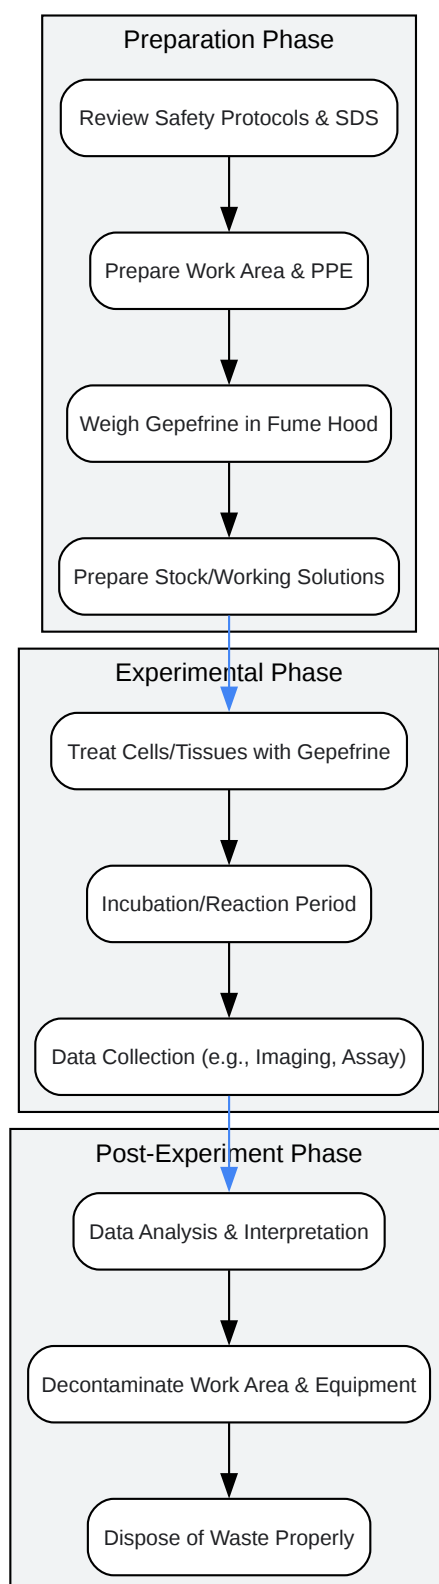 Preparation Phase
Review Safety Protocols & SDS
Prepare Work Area & PPE
Weigh Gepefrine in Fume Hood
Prepare Stock/Working Solutions
Experimental Phase
Treat Cells/Tissues with Gepefrine
Incubation/Reaction Period
Data Collection (e.g., Imaging, Assay)
Post-Experiment Phase
Data Analysis & Interpretation
Decontaminate Work Area & Equipment
Dispose of Waste Properly